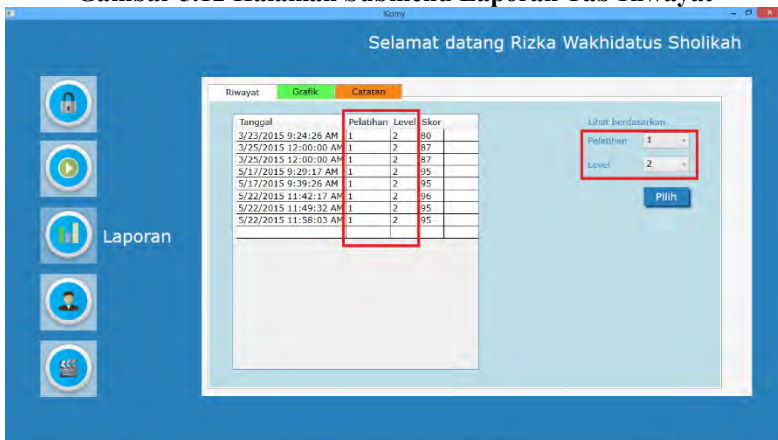 Gambar 5.12 Halaman Submenu Laporan Tab Riwayat
Kumy
Selamat datang Rizka Wakhidatus Sholikah
Riwayat Grafik Catatan
Tanggal Pelatihan Level Skor
3/23/2015 9:24:26 AM 1 2 80
3/25/2015 12:00:00 AM 1 2 87
3/25/2015 12:00:00 AM 1 2 87
5/17/2015 9:29:17 AM 1 2 95
5/17/2015 9:39:26 AM 1 2 95
5/22/2015 11:42:17 AM 1 2 96
5/22/2015 11:49:32 AM 1 2 95
5/22/2015 11:58:03 AM 1 2 95
Lihat berdasarkan
Pelatihan 1
Level 2
Pilih
Laporan